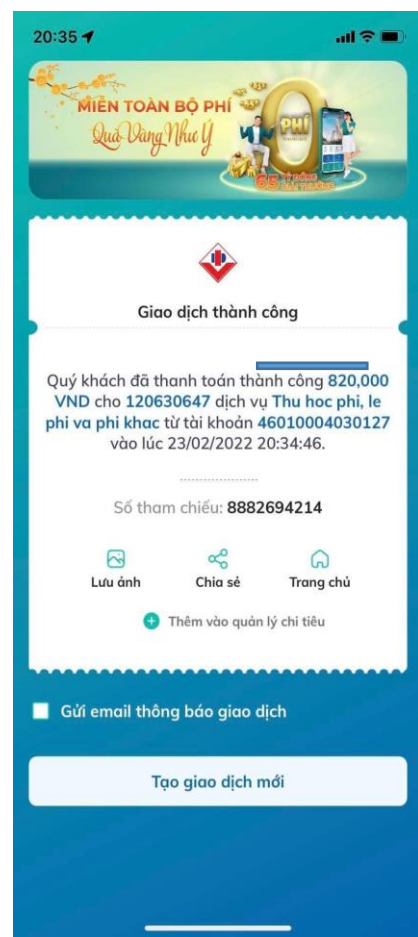 20:35
MIỄN TOÀN BỘ PHÍ
Quà Vàng Như Ý
0
PHÍ
65
Giao dịch thành công
Quý khách đã thanh toán thành công 820,000
VND cho 120630647 dịch vụ Thu hoc phi, le
phi va phi khac từ tài khoản 46010004030127
vào lúc 23/02/2022 20:34:46.
Số tham chiếu: 8882694214
Lưu ảnh Chia sẻ Trang chủ
Thêm vào quản lý chi tiêu
Gửi email thông báo giao dịch
Tạo giao dịch mới